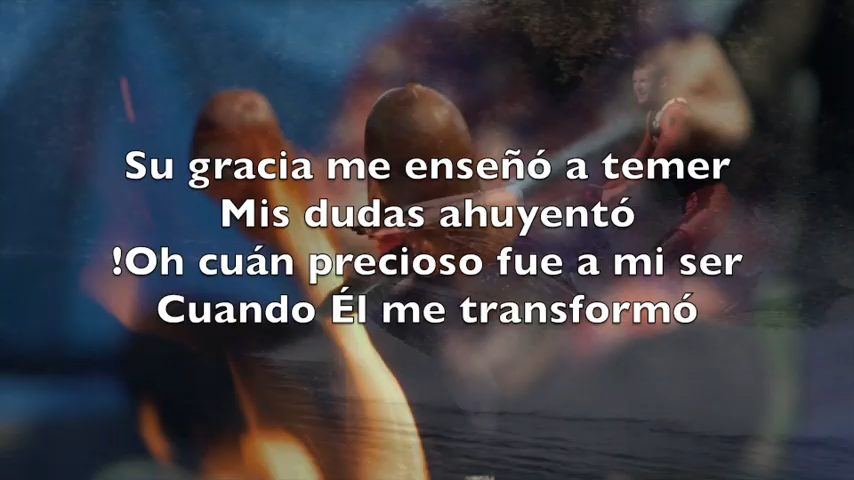 Su gracia me enseñó a temer
Mis dudas ahuyentó
!Oh cuán precioso fue a mi ser
Cuando Él me transformó